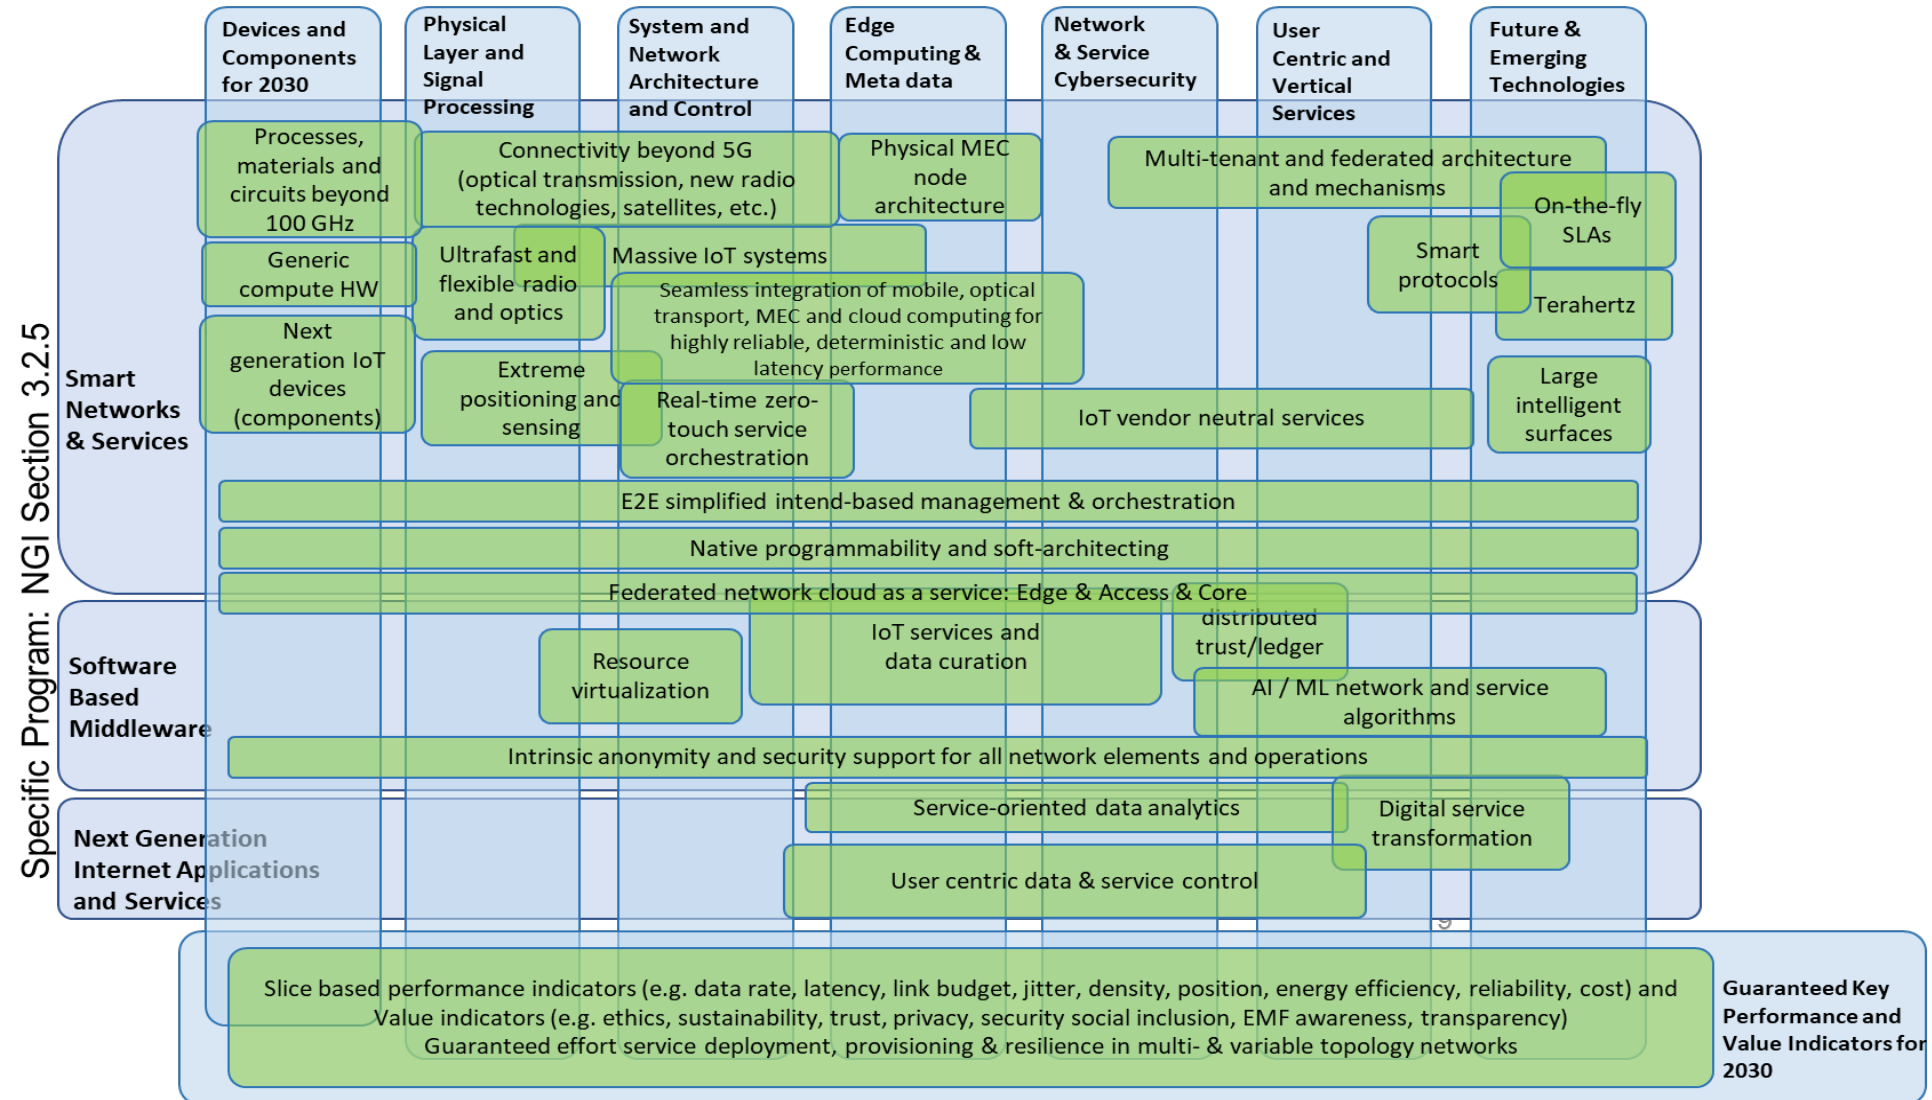 Devices and
Components
for 2030
Physical
Layer and
Signal
Processing
System and
Network
Architecture
and Control
Edge
Computing &
Meta data
Network
& Service
Cybersecurity
User
Centric and
Vertical
Services
Future &
Emerging
Technologies
Specific Program: NGI Section 3.2.5
Smart
Networks
& Services
Processes,
materials and
circuits beyond
100 GHz
Connectivity beyond 5G
(optical transmission, new radio
technologies, satellites, etc.)
Physical MEC
node
architecture
Multi-tenant and federated architecture
and mechanisms
On-the-fly
SLAs
Generic
compute HW
Ultrafast and
flexible radio
and optics
Massive IoT systems
Smart
protocols
Terahertz
Seamless integration of mobile, optical
transport, MEC and cloud computing for
highly reliable, deterministic and low
latency performance
Next
generation IoT
devices
(components)
Extreme
positioning and
sensing
Real-time zero-
touch service
orchestration
IoT vendor neutral services
Large
intelligent
surfaces
E2E simplified intend-based management & orchestration
Native programmability and soft-architecting
Federated network cloud as a service: Edge & Access & Core
Software
Based
Middleware
Resource
virtualization
IoT services and
data curation
distributed
trust/ledger
AI / ML network and service
algorithms
Intrinsic anonymity and security support for all network elements and operations
Next Generation
Internet Applications
and Services
Service-oriented data analytics
Digital service
transformation
User centric data & service control
9
Slice based performance indicators (e.g. data rate, latency, link budget, jitter, density, position, energy efficiency, reliability, cost) and
Value indicators (e.g. ethics, sustainability, trust, privacy, security social inclusion, EMF awareness, transparency)
Guaranteed effort service deployment, provisioning & resilience in multi- & variable topology networks
Guaranteed Key
Performance and
Value Indicators for
2030